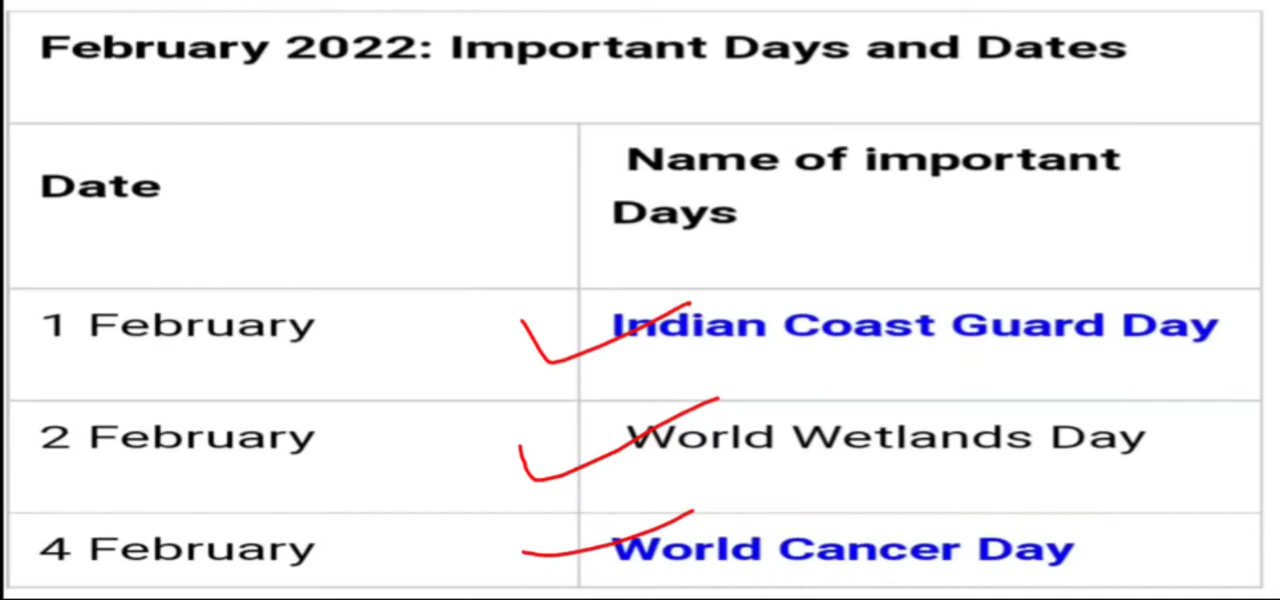 February 2022: Important Days and Dates
Date
Name of important
Days
1 February
Indian Coast Guard Day
2 February
World Wetlands Day
4 February
World Cancer Day